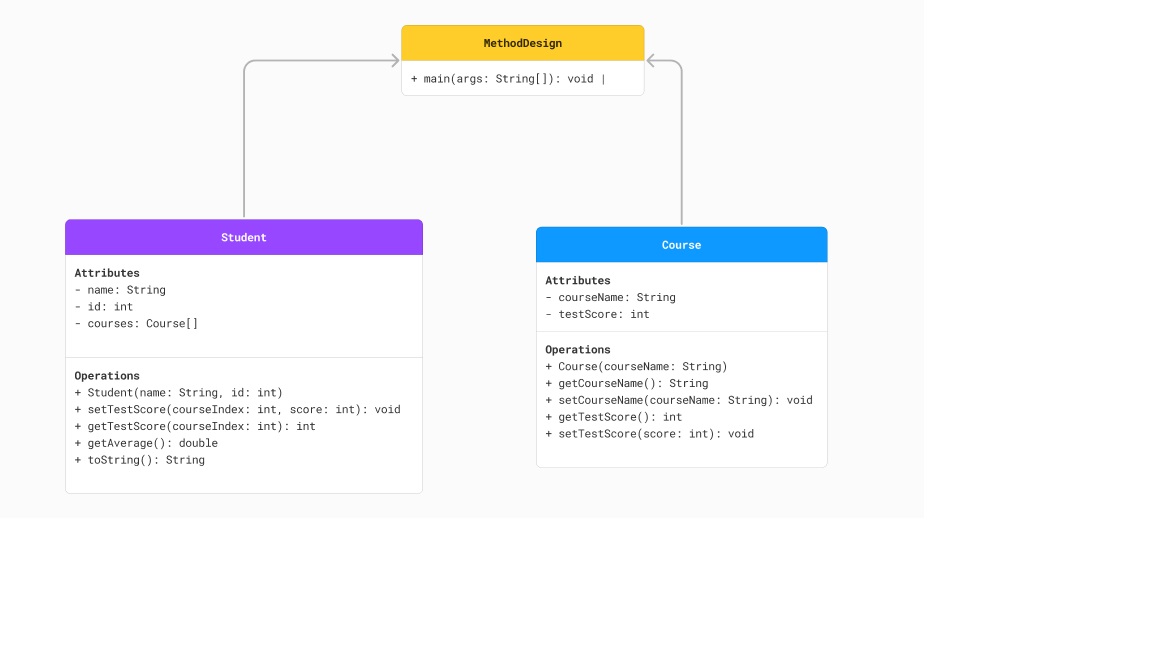 MethodDesign
+ main(args: String[]): void |
Student
Attributes
- name: String
- id: int
- courses: Course[]
Operations
+ Student(name: String, id: int)
+ setTestScore(courseIndex: int, score: int): void
+ getTestScore(courseIndex: int): int
+ getAverage(): double
+ toString(): String
Course
Attributes
- courseName: String
- testScore: int
Operations
+ Course(courseName: String)
+ getCourseName(): String
+ setCourseName(courseName: String): void
+ getTestScore(): int
+ setTestScore(score: int): void